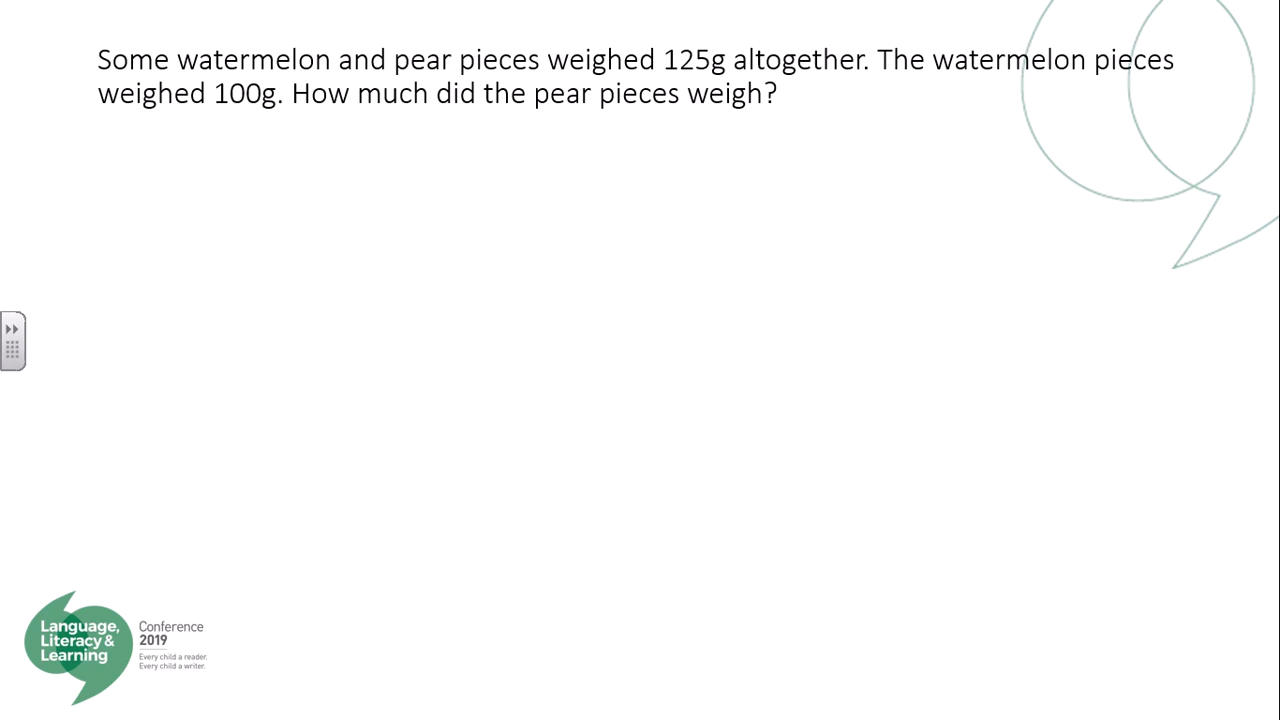 Some watermelon and pear pieces weighed 125g altogether. The watermelon pieces
weighed 100g. How much did the pear pieces weigh?
Language,
Literacy &
Learning
Conference
2019
Every child a reader.
Every child a writer.